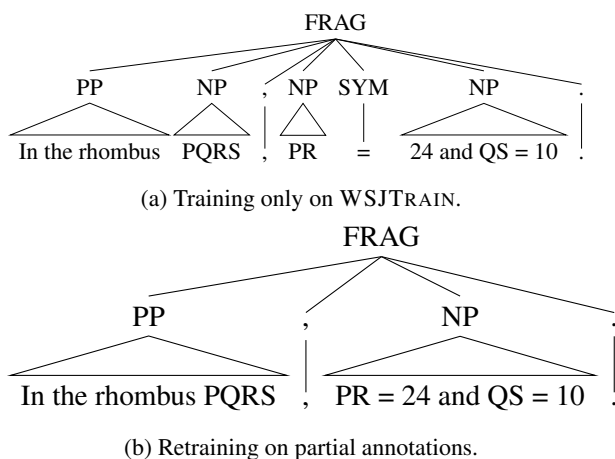 FRAG
PP NP , NP SYM NP .
In the rhombus PQRS , PR = 24 and QS = 10 .
(a) Training only on WSJTRAIN.
FRAG
PP , NP .
In the rhombus PQRS , PR = 24 and QS = 10 .
(b) Retraining on partial annotations.